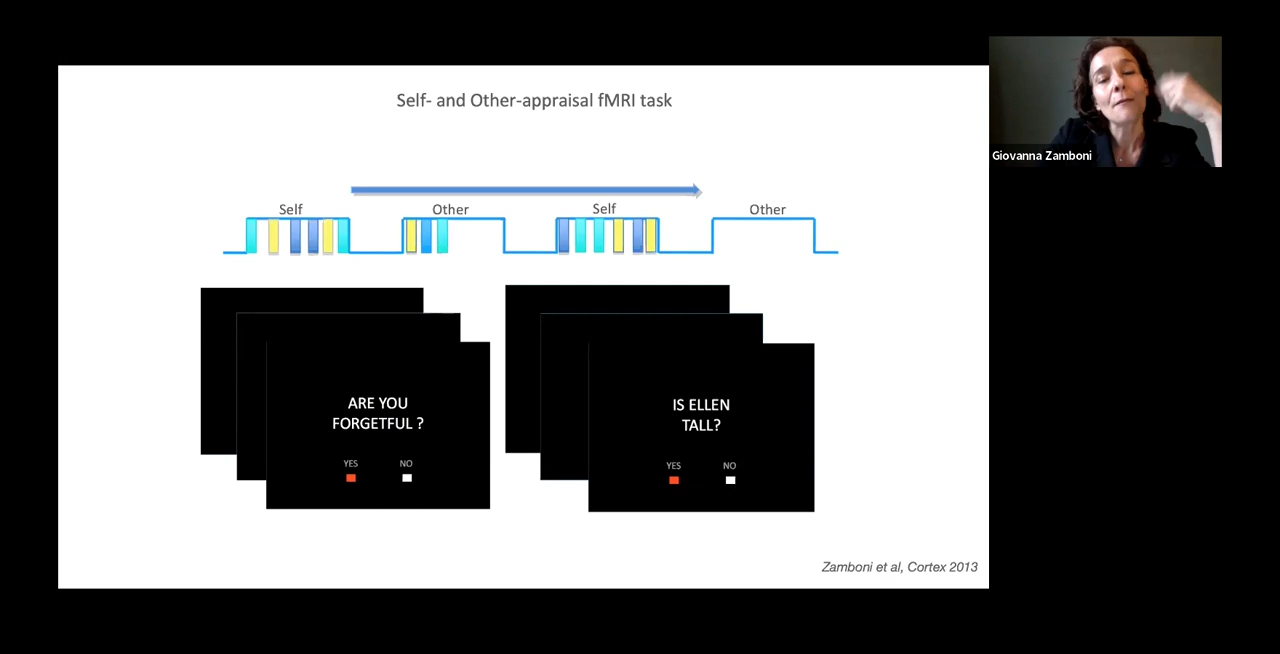 Self- and Other-appraisal fMRI task
Giovanna Zamboni
Self Other Self Other
ARE YOU
FORGETFUL ?
YES NO
IS ELLEN
TALL?
YES NO
Zamboni et al, Cortex 2013